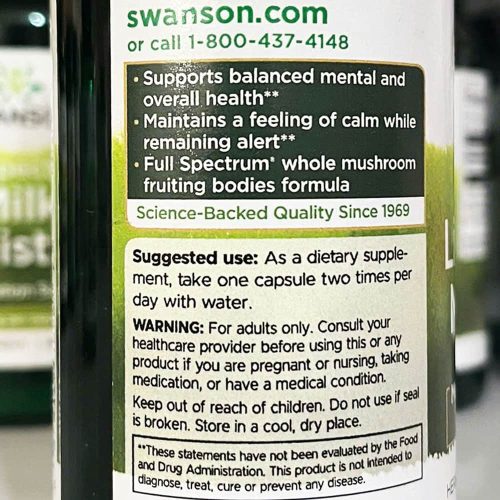 swanson.com
or call 1-800-437-4148
• Supports balanced mental and
overall health**
• Maintains a feeling of calm while
remaining alert**
• Full Spectrum* whole mushroom
fruiting bodies formula
Science-Backed Quality Since 1969
Suggested use: As a dietary supple-
ment, take one capsule two times per
day with water.
WARNING: For adults only. Consult your
healthcare provider before using this or any
product if you are pregnant or nursing, taking
medication, or have a medical condition.
Keep out of reach of children. Do not use if seal
is broken. Store in a cool, dry place.
**These statements have not been evaluated by the Food
and Drug Administration. This product is not intended to
diagnose, treat, cure or prevent any disease.